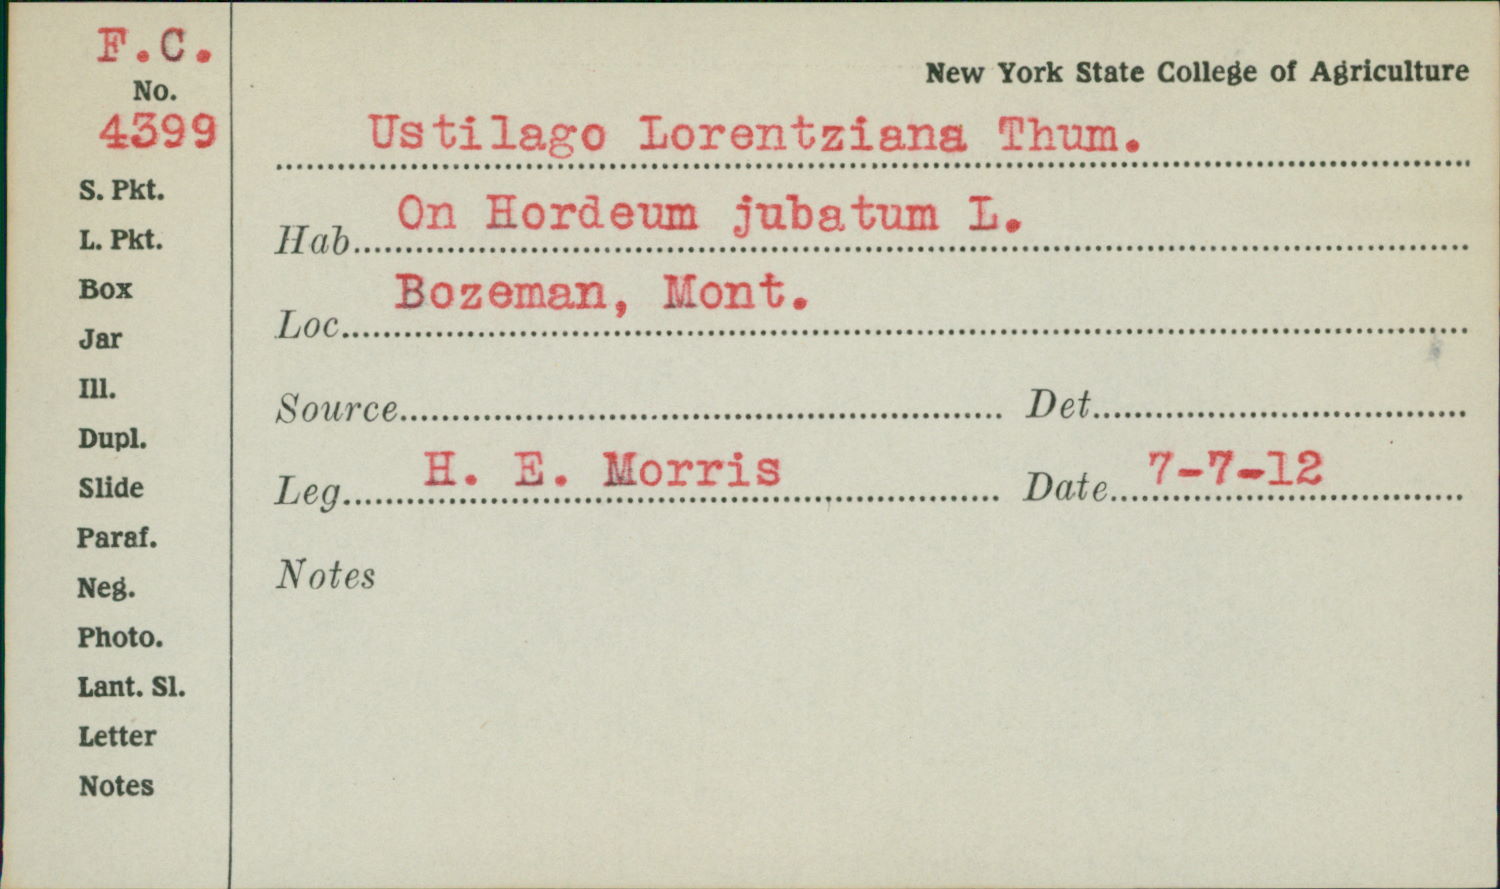 F.C.
No.
4399
S. Pkt.
L. Pkt.
Box
Jar
Ill.
Dupl.
Slide
Paraf.
Neg.
Photo.
Lant. Sl.
Letter
Notes
New York State College of Agriculture
Ustilago Lorentziana Thum.
Hab. On Hordeum jubatum L.
Loc. Bozeman, Mont.
Source Det.
Leg. H. E. Morris Date 7-7-12
Notes